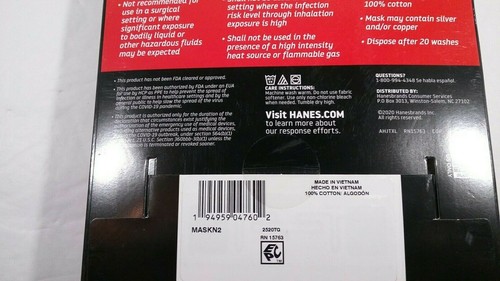 • Not recommended for
use in a surgical
setting or where
significant exposure
to bodily liquid or
other hazardous fluids
may be expected
setting where the infection
risk level through inhalation
exposure is high
• Shall not be used in the
presence of a high intensity
heat source or flammable gas
100% cotton
• Mask may contain silver
and/or copper
• Dispose after 20 washes
• This product has not been FDA cleared or approved.
• This product has been authorized by FDA under an EUA
for use by HCP as PPE to help prevent the spread of
infection or illness in healthcare settings and by the
general public to help slow the spread of the virus
during the COVID-19 pandemic.
• This product is authorized only for the duration of the
declaration that circumstances exist justifying the
authorization of the emergency use of medical devices,
including alternative products used as medical devices,
the COVID-19 outbreak, under section 564(b)(1)
21 U.S.C. Section 360bbb-3(b)(1) unless the
is terminated or revoked sooner.
CARE INSTRUCTIONS:
Machine wash warm. Do not use fabric
softener. Use only non-chlorine bleach
when needed. Tumble dry high.
Visit HANES.COM
to learn more about
our response efforts.
QUESTIONS?
1-800-994-4348 Se habla español.
DISTRIBUTED BY:
Hanesbrands Consumer Services
P.O Box 3013, Winston-Salem, NC 27102
©2020 Hanesbrands Inc.
All rights reserved.
RN15763
1 94959 04760 2
MASKN2
2520TG
RN 15763
MADE IN VIETNAM
HECHO EN VIETNAM
100% COTTON; ALGODÓN